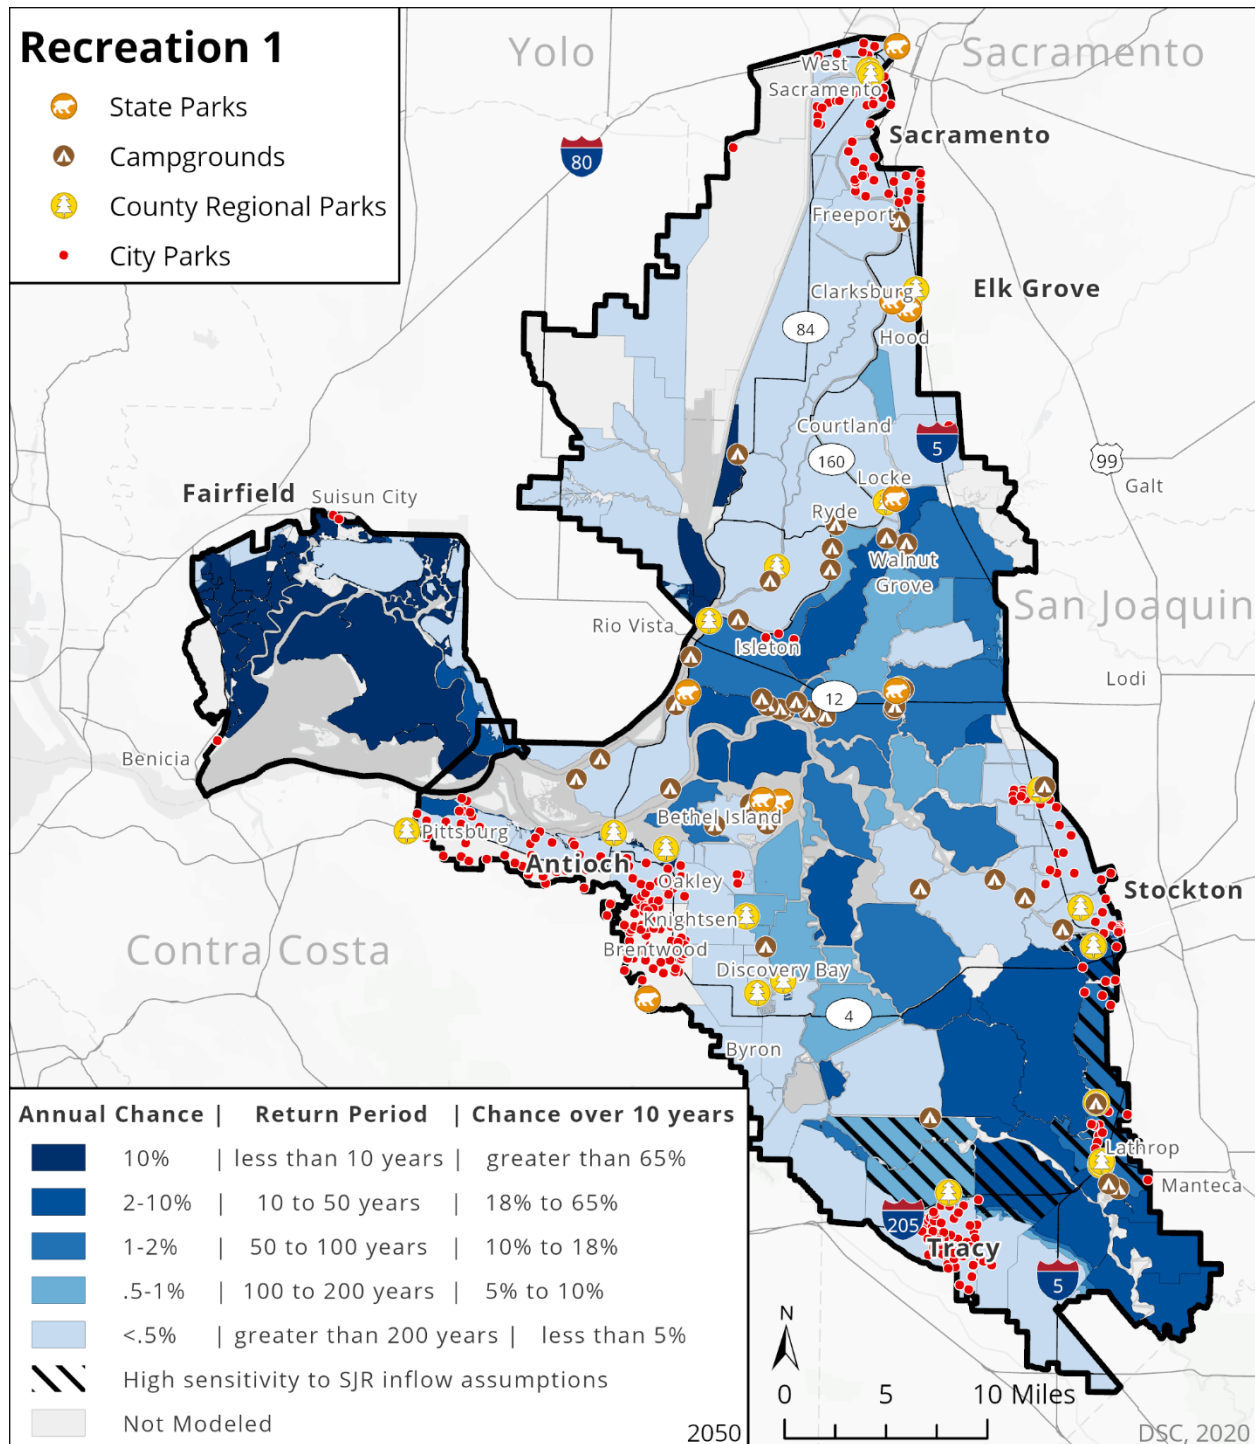 Recreation 1
State Parks
Campgrounds
County Regional Parks
City Parks
Yolo
Sacramento
80
West
Sacramento
Sacramento
Freeport
Clarksburg
Elk Grove
Hood
84
Courtland
160
5
99
Galt
Locke
Fairfield
Suisun City
Ryde
Walnut
Grove
San Joaquin
Rio Vista
Isleton
12
Lodi
Benicia
Bethel Island
Pittsburg
Antioch
Oakley
Stockton
Knightsen
Brentwood
Contra Costa
Discovery Bay
4
Byron
Lathrop
Manteca
205
Tracy
5
Annual Chance | Return Period | Chance over 10 years
10% | less than 10 years | greater than 65%
2-10% | 10 to 50 years | 18% to 65%
1-2% | 50 to 100 years | 10% to 18%
.5-1% | 100 to 200 years | 5% to 10%
<.5% | greater than 200 years | less than 5%
High sensitivity to SJR inflow assumptions
Not Modeled
N
0 5 10 Miles
2050
DSC, 2020